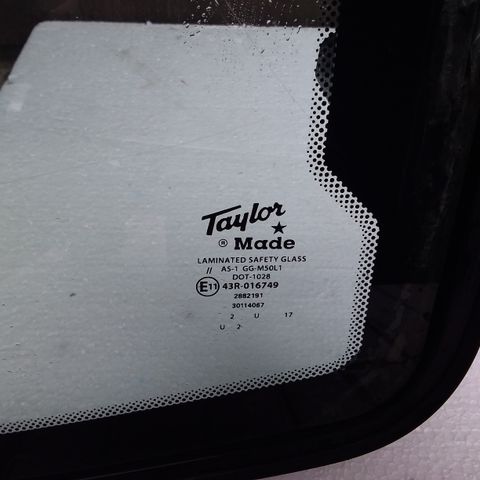 Taylor
® Made
LAMINATED SAFETY GLASS
// AS-1 GG-M50L1
DOT-1028
E11 43R-016749
2882191
30114067
2 U 17
U 2